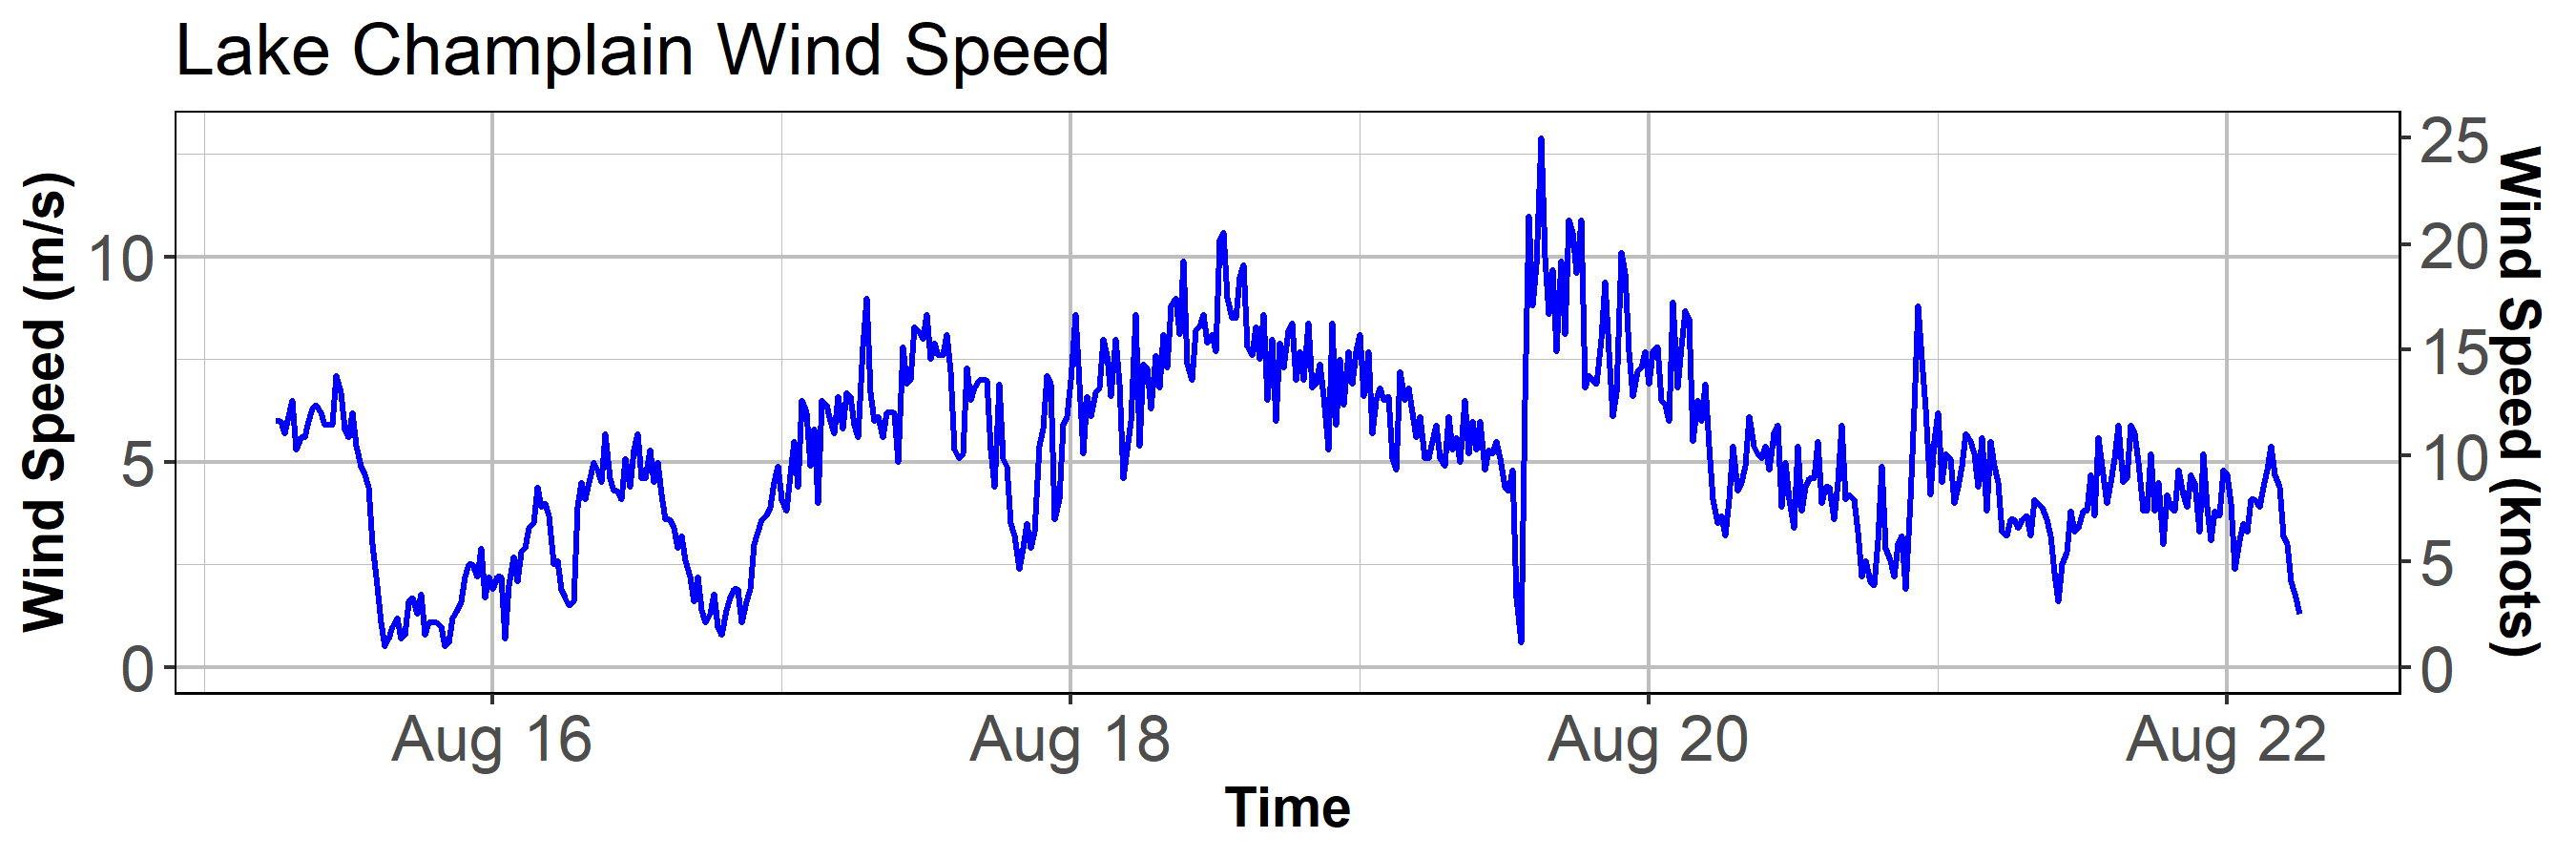 Lake Champlain Wind Speed
Wind Speed (m/s)
10
5
0
25
20
15
10
5
0
Wind Speed (knots)
Aug 16
Aug 18
Aug 20
Aug 22
Time